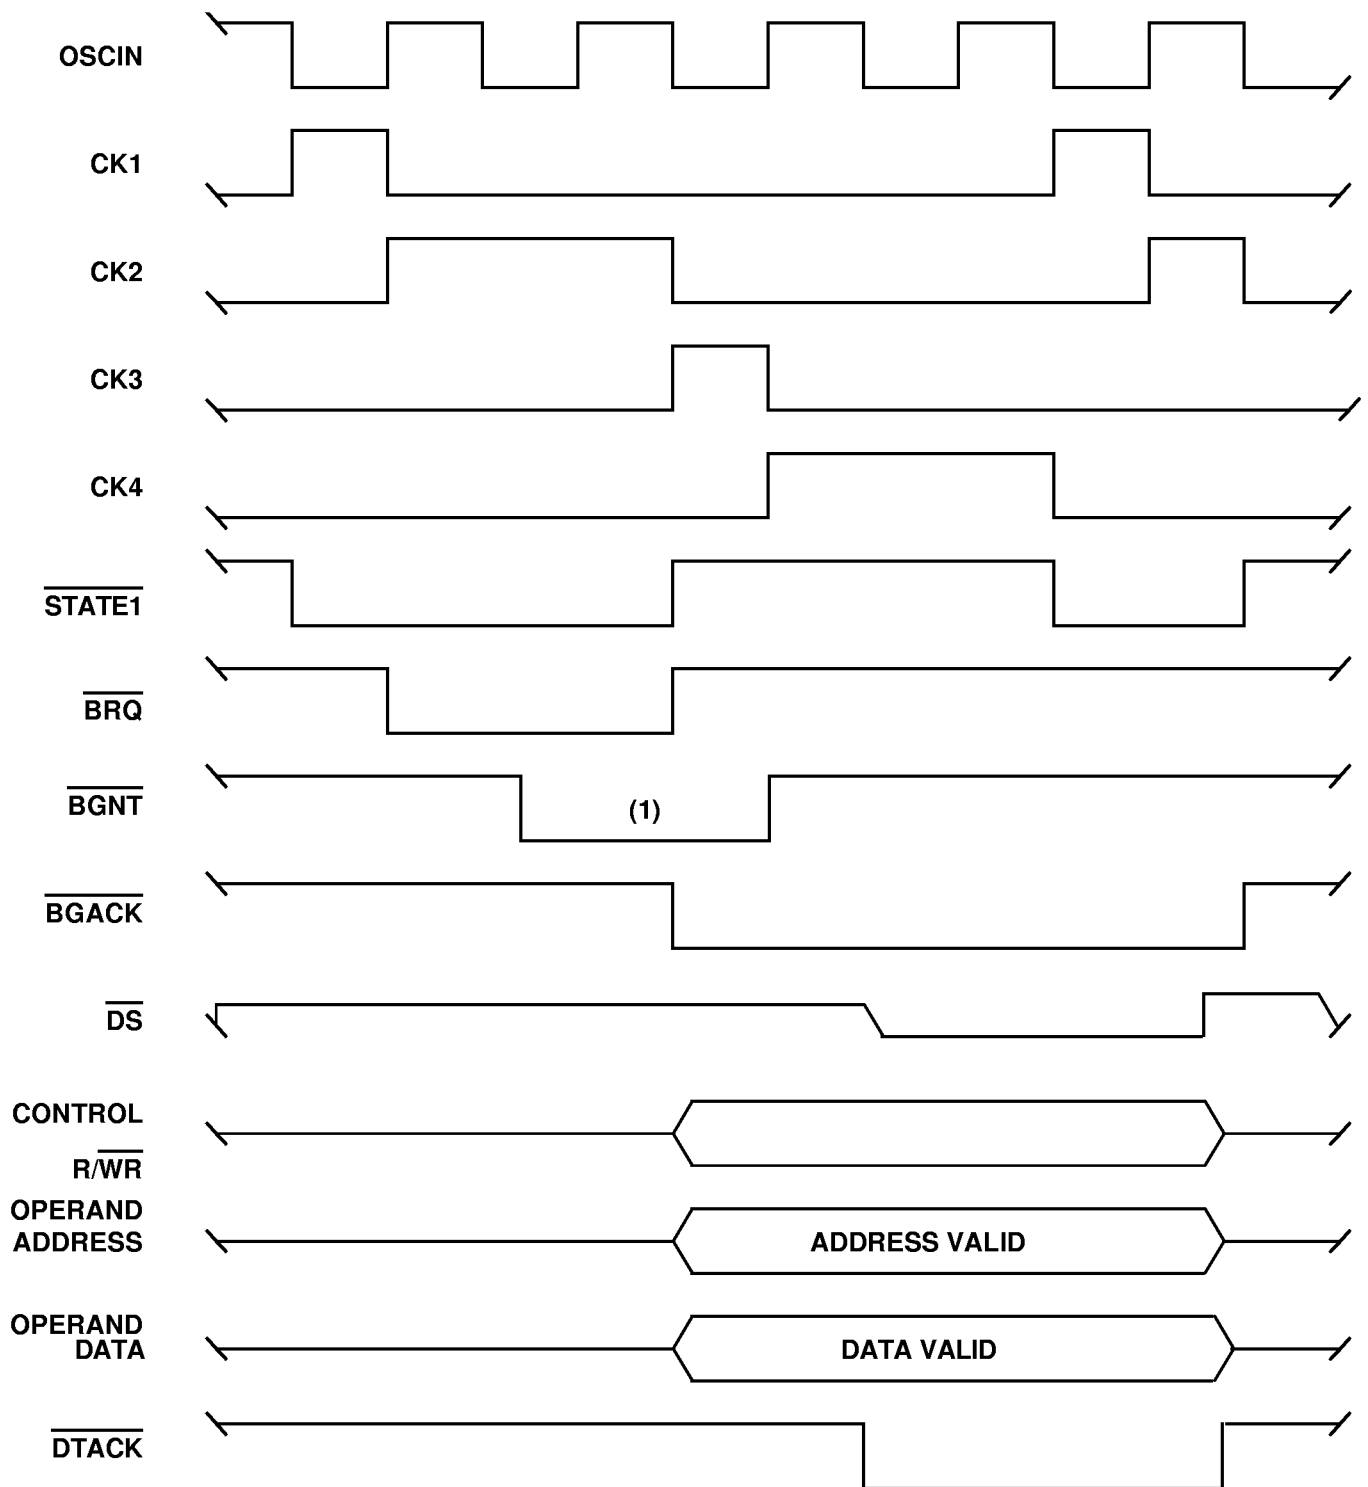 OSCIN
CK1
CK2
CK3
CK4
STATE1
BRQ
BGNT
(1)
BGACK
DS
CONTROL
R/WR
OPERAND
ADDRESS
ADDRESS VALID
OPERAND
DATA
DATA VALID
DTACK